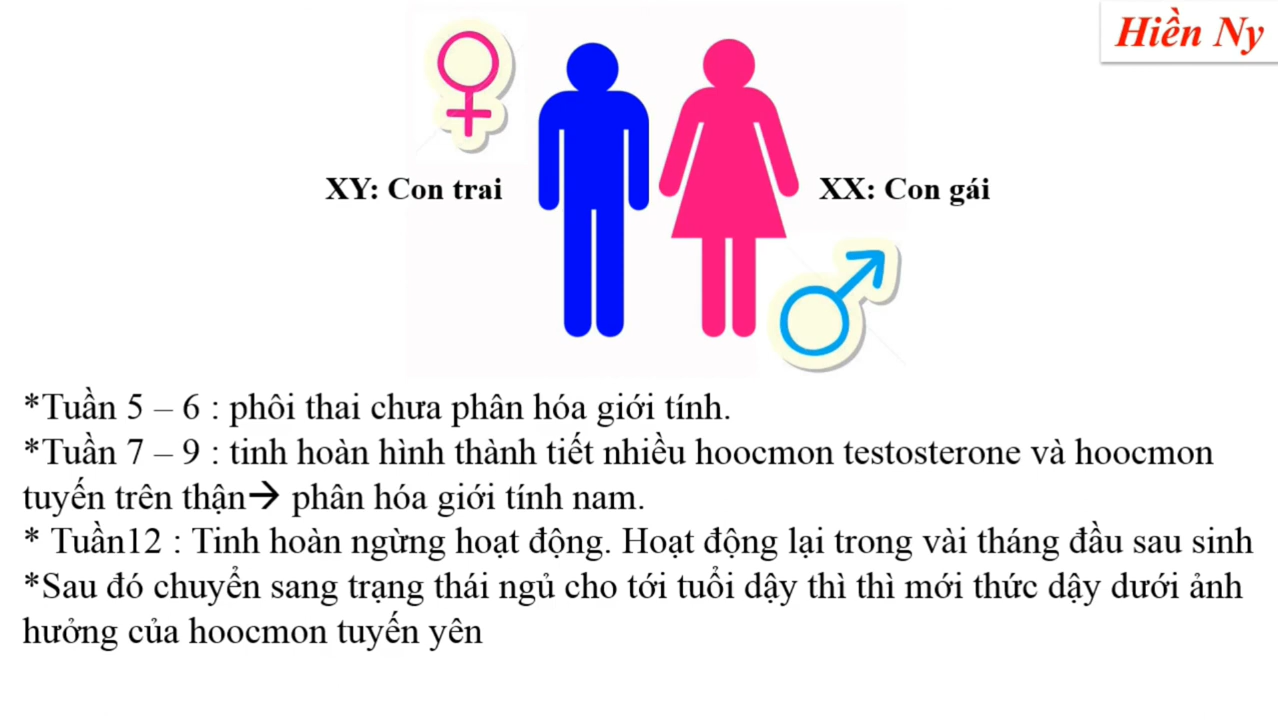 Hiền Ny
XY: Con trai
XX: Con gái
*Tuần 5 – 6 : phôi thai chưa phân hóa giới tính.
*Tuần 7 – 9 : tinh hoàn hình thành tiết nhiều hoocmon testosterone và hoocmon
tuyến trên thận→ phân hóa giới tính nam.
* Tuần12 : Tinh hoàn ngừng hoạt động. Hoạt động lại trong vài tháng đầu sau sinh
*Sau đó chuyển sang trạng thái ngủ cho tới tuổi dậy thì thì mới thức dậy dưới ảnh
hưởng của hoocmon tuyến yên